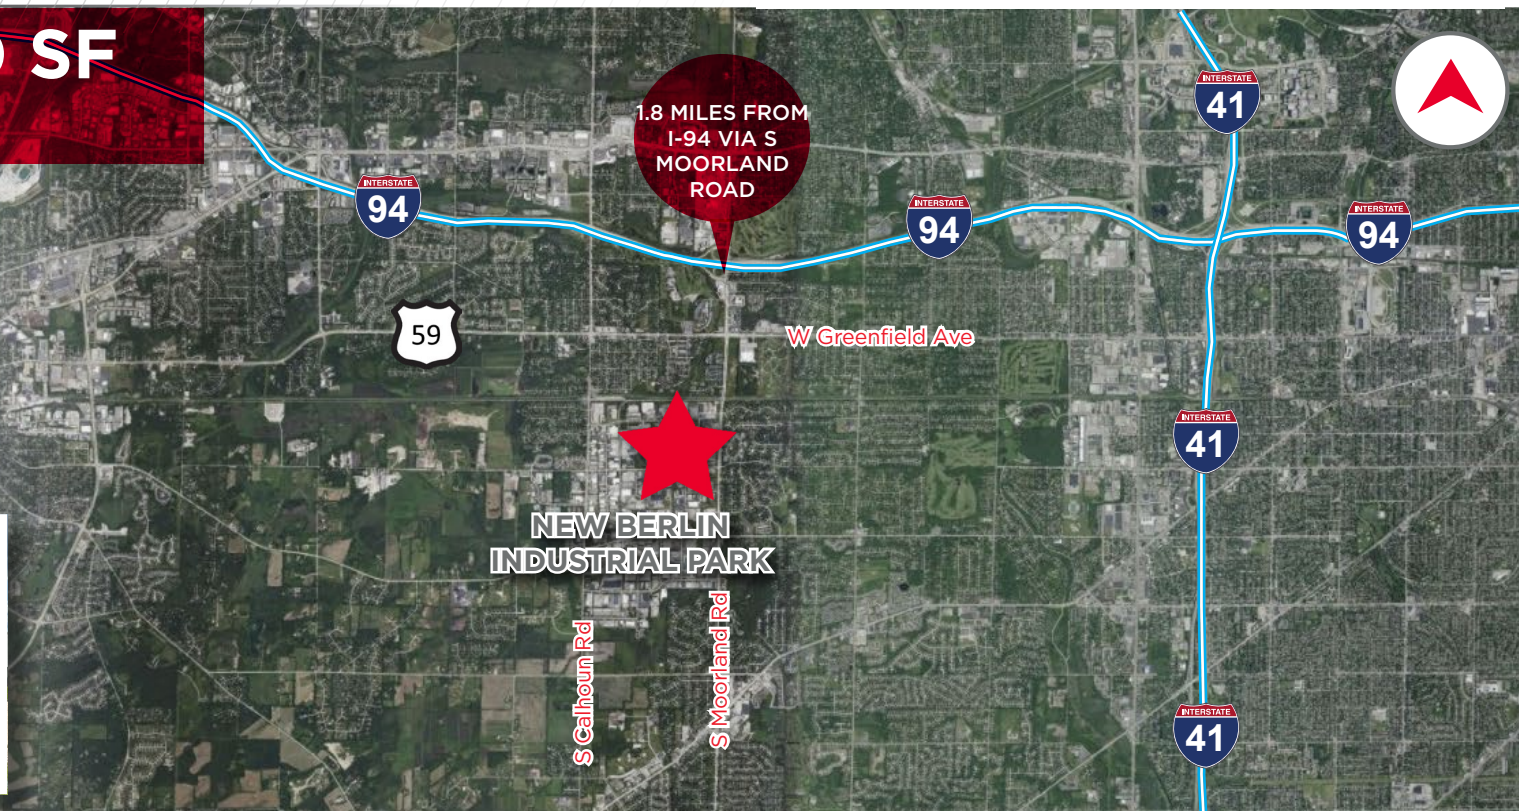 SF
INTERSTATE
41
1.8 MILES FROM
I-94 VIA S
MOORLAND
ROAD
INTERSTATE
94
INTERSTATE
94
INTERSTATE
94
59
W Greenfield Ave
INTERSTATE
41
NEW BERLIN
INDUSTRIAL PARK
S Calhoun Rd
S Moorland Rd
INTERSTATE
41